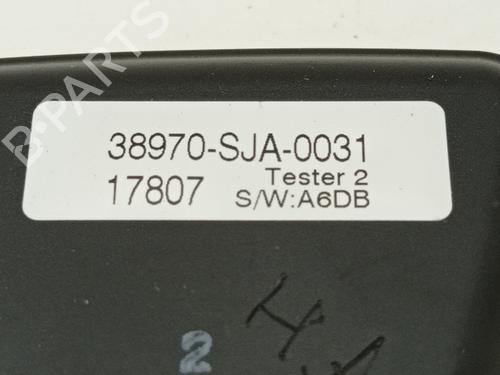 B-PARTS
38970-SJA-0031
17807 Tester 2
S/W:A6DB
2